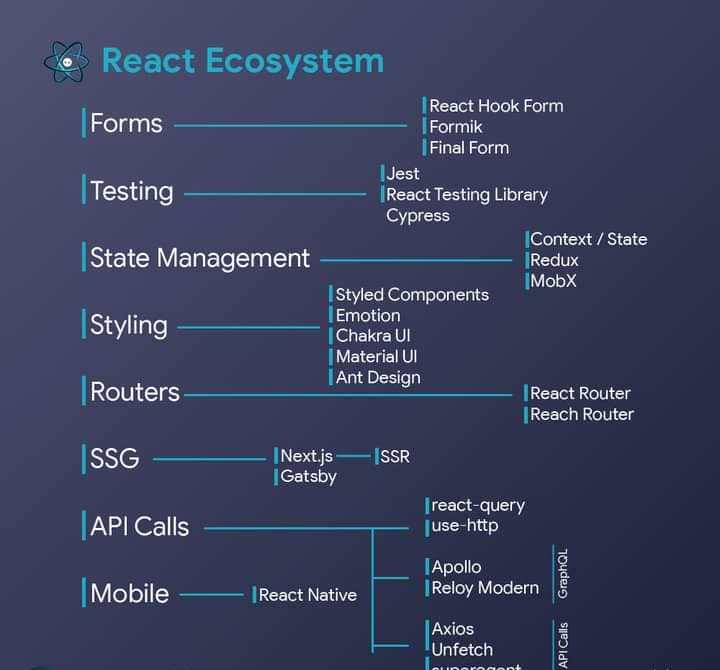 React Ecosystem
Forms
React Hook Form
Formik
Final Form
Testing
Jest
React Testing Library
Cypress
State Management
Context / State
Redux
MobX
Styling
Styled Components
Emotion
Chakra UI
Material UI
Ant Design
Routers
React Router
Reach Router
SSG
Next.js
SSR
Gatsby
API Calls
react-query
use-http
Apollo
Reloy Modern
GraphQL
Mobile
React Native
Axios
Unfetch
superagent
API Calls